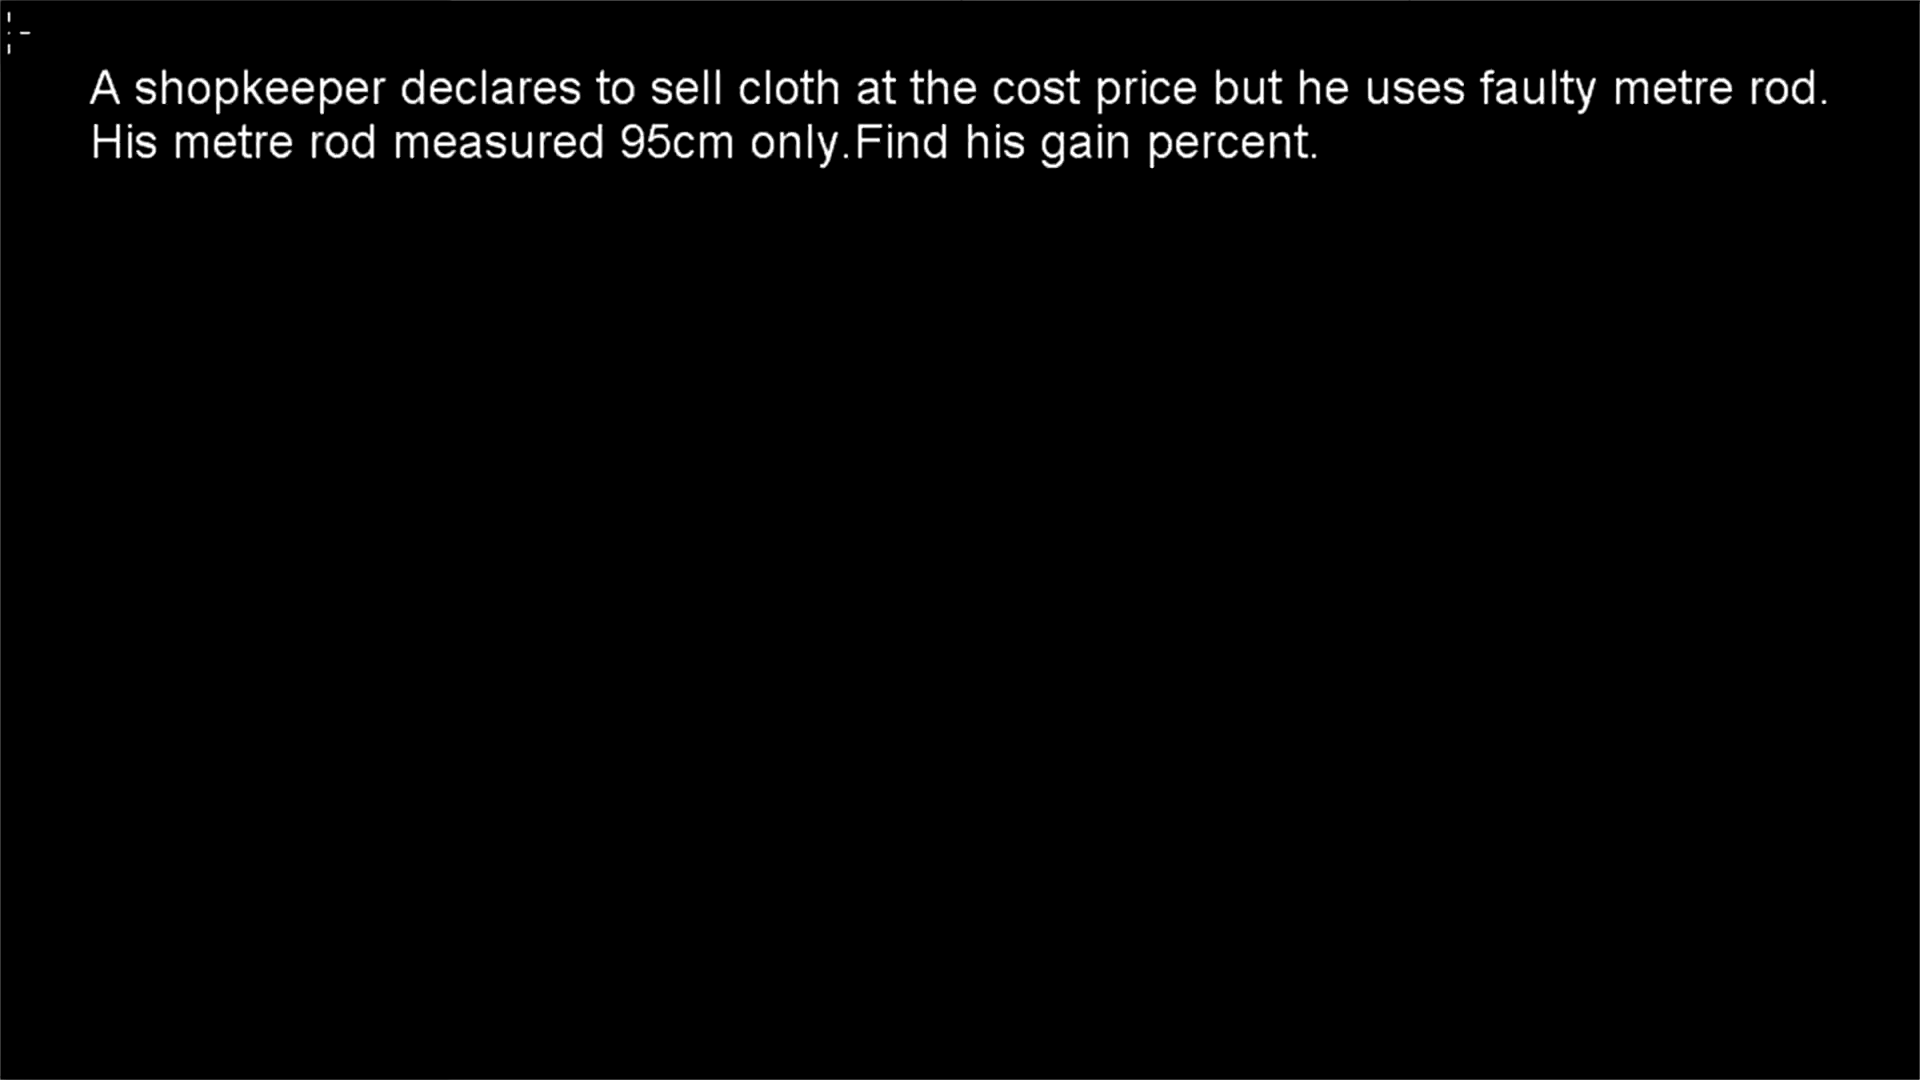 A shopkeeper declares to sell cloth at the cost price but he uses faulty metre rod.
His metre rod measured 95cm only.Find his gain percent.